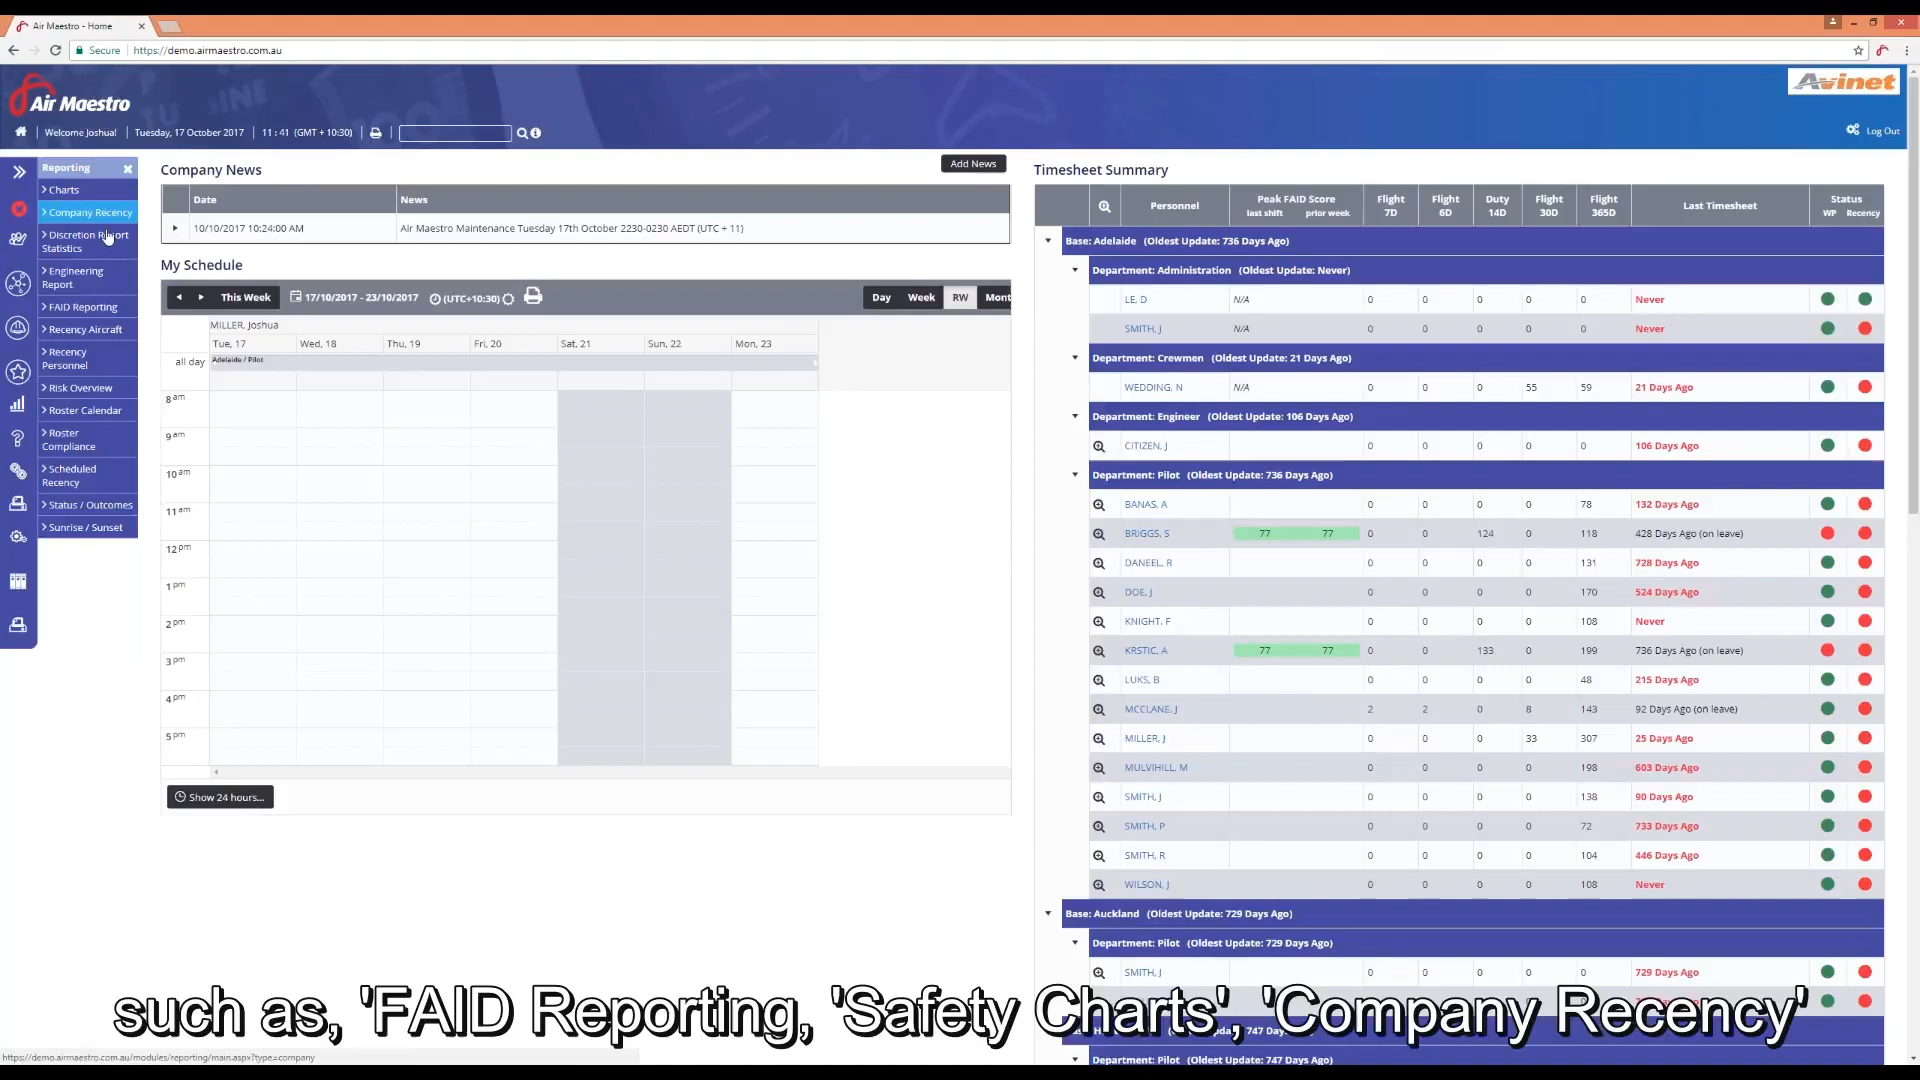 Air Maestro - Home
Secure https://demo.airmaestro.com.au
Air Maestro
Avinet
Welcome Joshual Tuesday, 17 October 2017 11 : 41 (GMT + 10:30)
Log Out
Reporting
Charts
Company Recency
Discretion Report
Statistics
Engineering
Report
FAID Reporting
Recency Aircraft
Recency
Personnel
Risk Overview
Roster Calendar
Roster
Compliance
Scheduled
Recency
Status / Outcomes
Sunrise / Sunset
Company News
Add News
Date News
10/10/2017 10:24:00 AM Air Maestro Maintenance Tuesday 17th October 2230-0230 AEDT (UTC + 11)
My Schedule
This Week 17/10/2017 - 23/10/2017 (UTC+10:30) Day Week RW Mont
MILLER, Joshua
Tue, 17 Wed, 18 Thu, 19 Fri, 20 Sat, 21 Sun, 22 Mon, 23
all day Adelaide / Pilot
8 am
9 am
10 am
11 am
12 pm
1 pm
2 pm
3 pm
4 pm
5 pm
Show 24 hours...
Timesheet Summary
Personnel Peak FAID Score last shift prior week Flight 7D Flight 6D Duty 14D Flight 30D Flight 365D Last Timesheet Status WP Recency
Base: Adelaide (Oldest Update: 736 Days Ago)
Department: Administration (Oldest Update: Never)
LE, D N/A 0 0 0 0 0 Never
SMITH, J N/A 0 0 0 0 0 Never
Department: Crewmen (Oldest Update: 21 Days Ago)
WEDDING, N N/A 0 0 0 55 59 21 Days Ago
Department: Engineer (Oldest Update: 106 Days Ago)
CITIZEN, J 0 0 0 0 0 106 Days Ago
Department: Pilot (Oldest Update: 736 Days Ago)
BANAS, A 0 0 0 0 78 132 Days Ago
BRIGGS, S 77 77 0 0 124 0 118 428 Days Ago (on leave)
DANEEL, R 0 0 0 0 131 728 Days Ago
DOE, J 0 0 0 0 170 524 Days Ago
KNIGHT, F 0 0 0 0 108 Never
KRSTIC, A 77 77 0 0 133 0 199 736 Days Ago (on leave)
LUKS, B 0 0 0 0 48 215 Days Ago
MCCLANE, J 2 2 0 8 143 92 Days Ago (on leave)
MILLER, J 0 0 0 33 307 25 Days Ago
MULVIHILL, M 0 0 0 0 198 603 Days Ago
SMITH, J 0 0 0 0 138 90 Days Ago
SMITH, P 0 0 0 0 72 733 Days Ago
SMITH, R 0 0 0 0 104 446 Days Ago
WILSON, J 0 0 0 0 108 Never
Base: Auckland (Oldest Update: 729 Days Ago)
Department: Pilot (Oldest Update: 729 Days Ago)
SMITH, J 0 0 0 0 0 729 Days Ago
such as, 'FAID Reporting, 'Safety Charts', 'Company Recency'
Department: Pilot (Oldest Update: 747 Days Ago)
https://demo.airmaestro.com.au/modules/reporting/main.aspx?type=company